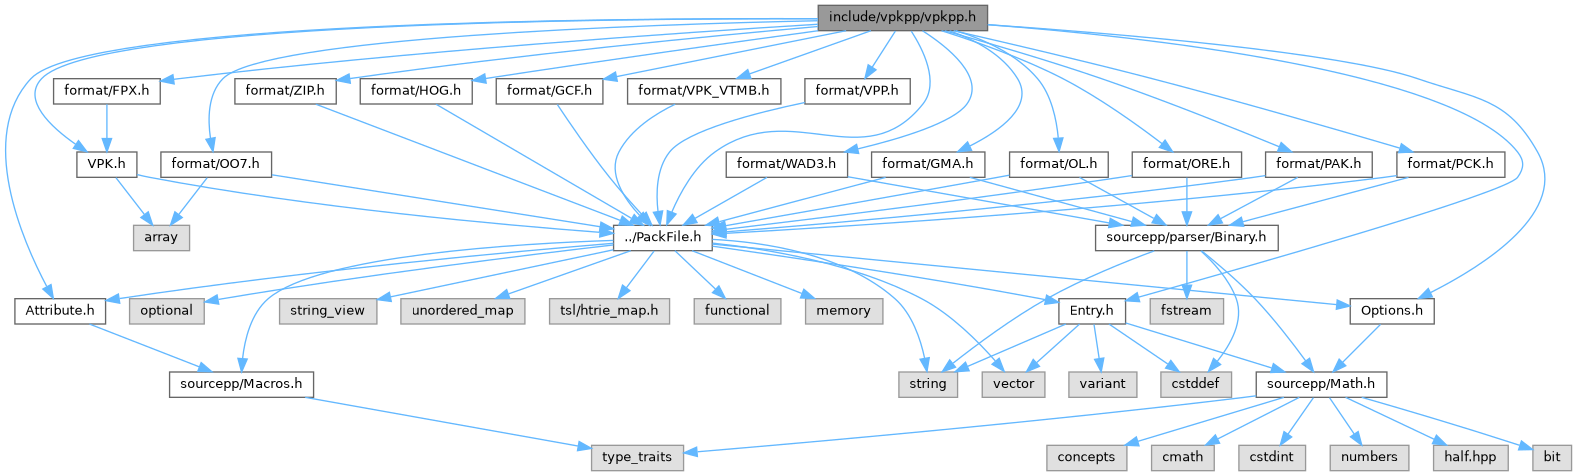 include/vpkpp/vpkpp.h
format/FPX.h
format/ZIP.h
format/HOG.h
format/GCF.h
format/VPK_VTMB.h
format/VPP.h
VPK.h
format/OO7.h
format/WAD3.h
format/GMA.h
format/OL.h
format/ORE.h
format/PAK.h
format/PCK.h
array
../PackFile.h
sourcepp/parser/Binary.h
Attribute.h
optional
string_view
unordered_map
tsl/htrie_map.h
functional
memory
Entry.h
fstream
Options.h
sourcepp/Macros.h
string
vector
variant
cstddef
sourcepp/Math.h
type_traits
concepts
cmath
cstdint
numbers
half.hpp
bit